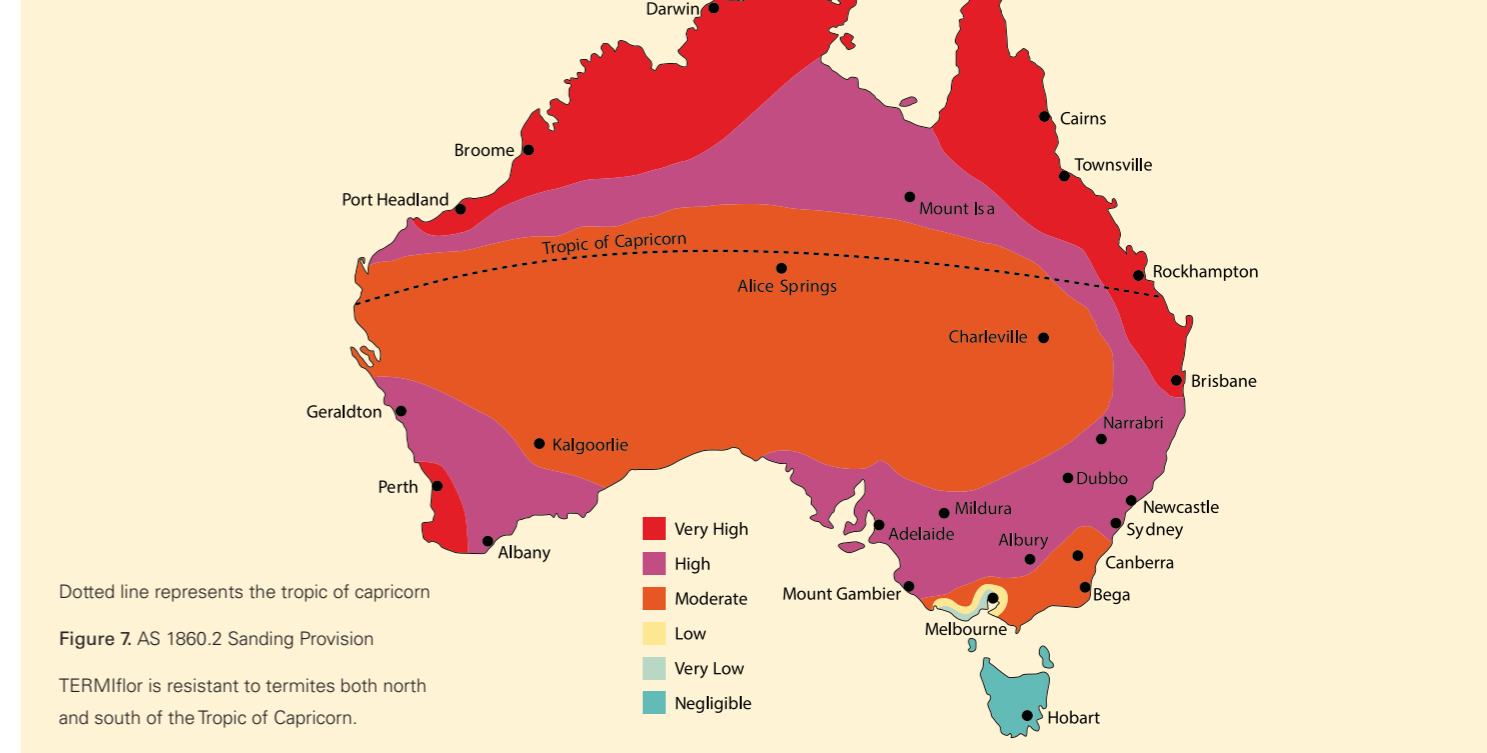 Darwin
Cairns
Broome
Townsville
Port Headland
Mount Isa
Tropic of Capricorn
Rockhampton
Alice Springs
Charleville
Brisbane
Geraldton
Narrabri
Kalgoorlie
Perth
Dubbo
Newcastle
Mildura
Sydney
Adelaide
Albury
Albany
Canberra
Mount Gambier
Bega
Melbourne
Hobart
Very High
High
Moderate
Low
Very Low
Negligible
Dotted line represents the tropic of capricorn
Figure 7. AS 1860.2 Sanding Provision
TERMIflor is resistant to termites both north
and south of the Tropic of Capricorn.